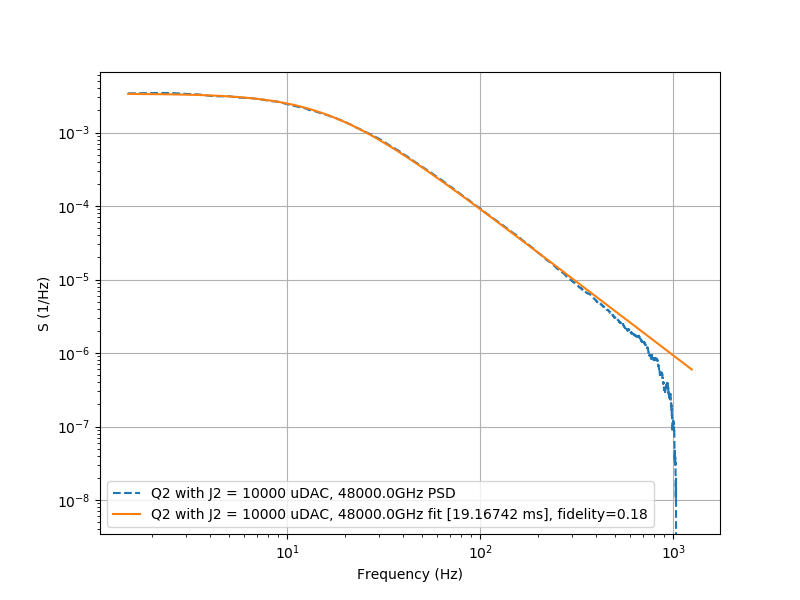 10⁻³
10⁻⁴
10⁻⁵
10⁻⁶
10⁻⁷
10⁻⁸
S (1/Hz)
Q2 with J2 = 10000 uDAC, 48000.0GHz PSD
Q2 with J2 = 10000 uDAC, 48000.0GHz fit [19.16742 ms], fidelity=0.18
10¹ 10² 10³
Frequency (Hz)